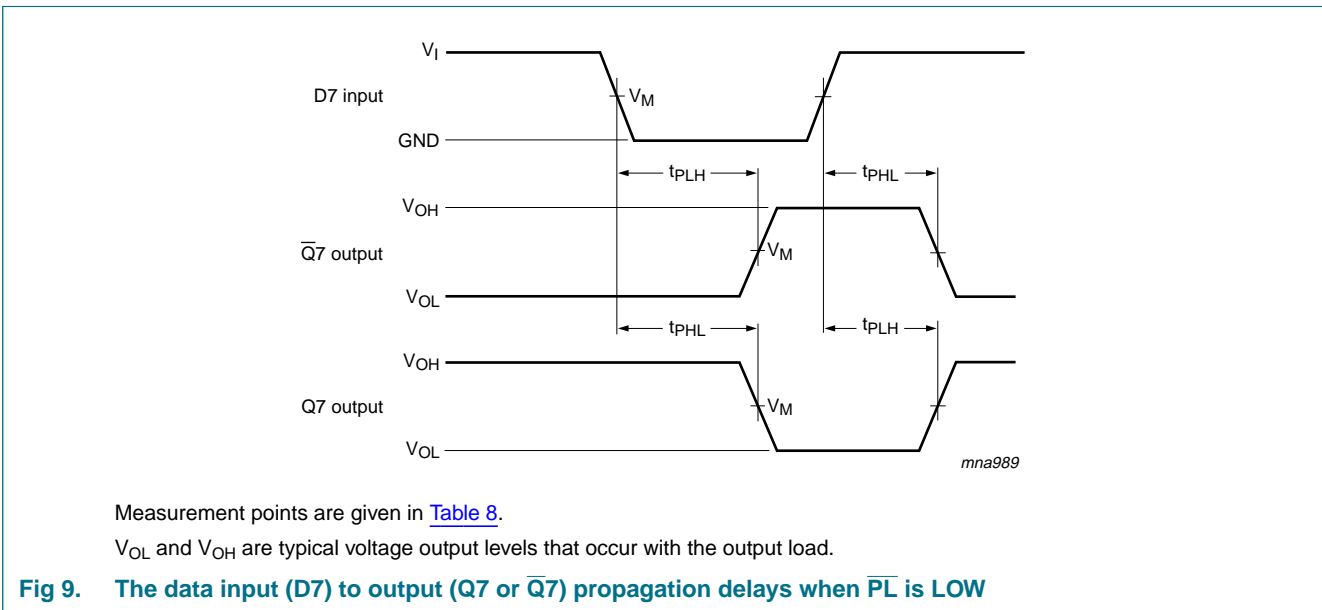 V_I
D7 input
V_M
GND
t_PLH
t_PHL
V_OH
Q̅7 output
V_M
V_OL
t_PHL
t_PLH
V_OH
Q7 output
V_M
V_OL
mna989
Measurement points are given in Table 8.
V_OL and V_OH are typical voltage output levels that occur with the output load.
Fig 9. The data input (D7) to output (Q7 or Q̅7) propagation delays when P̅L̅ is LOW